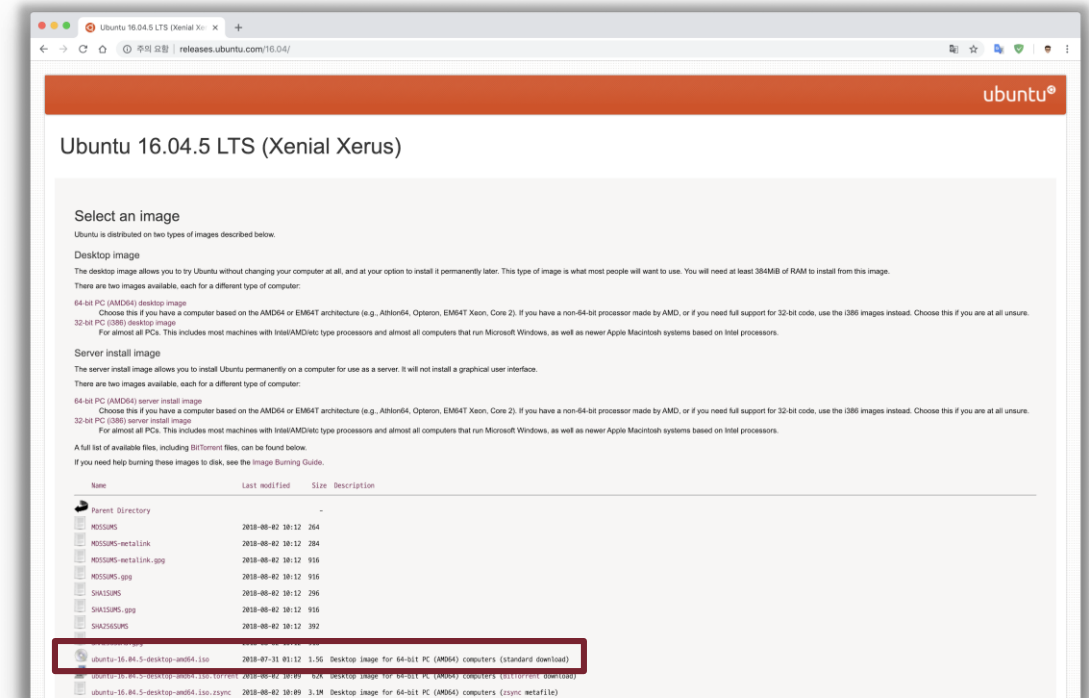 Ubuntu 16.04.5 LTS (Xenial Xe
주의 요함 | releases.ubuntu.com/16.04/
ubuntu
Ubuntu 16.04.5 LTS (Xenial Xerus)
Select an image
Ubuntu is distributed on two types of images described below.
Desktop image
The desktop image allows you to try Ubuntu without changing your computer at all, and at your option to install it permanently later. This type of image is what most people will want to use. You will need at least 384MiB of RAM to install from this image.
There are two images available, each for a different type of computer:
64-bit PC (AMD64) desktop image
Choose this if you have a computer based on the AMD64 or EM64T architecture (e.g., Athlon64, Opteron, EM64T Xeon, Core 2). If you have a non-64-bit processor made by AMD, or if you need full support for 32-bit code, use the i386 images instead. Choose this if you are at all unsure.
32-bit PC (i386) desktop image
For almost all PCs. This includes most machines with Intel/AMD/etc type processors and almost all computers that run Microsoft Windows, as well as newer Apple Macintosh systems based on Intel processors.
Server install image
The server install image allows you to install Ubuntu permanently on a computer for use as a server. It will not install a graphical user interface.
There are two images available, each for a different type of computer:
64-bit PC (AMD64) server install image
Choose this if you have a computer based on the AMD64 or EM64T architecture (e.g., Athlon64, Opteron, EM64T Xeon, Core 2). If you have a non-64-bit processor made by AMD, or if you need full support for 32-bit code, use the i386 images instead. Choose this if you are at all unsure.
32-bit PC (i386) server install image
For almost all PCs. This includes most machines with Intel/AMD/etc type processors and almost all computers that run Microsoft Windows, as well as newer Apple Macintosh systems based on Intel processors.
A full list of available files, including BitTorrent files, can be found below.
If you need help burning these images to disk, see the Image Burning Guide.
Name Last modified Size Description
Parent Directory -
MD5SUMS 2018-08-02 10:12 264
MD5SUMS-metalink 2018-08-02 10:12 284
MD5SUMS-metalink.gpg 2018-08-02 10:12 916
MD5SUMS.gpg 2018-08-02 10:12 916
SHA1SUMS 2018-08-02 10:12 296
SHA1SUMS.gpg 2018-08-02 10:12 916
SHA256SUMS 2018-08-02 10:12 392
ubuntu-16.04.5-desktop-amd64.iso 2018-07-31 01:12 1.5G Desktop image for 64-bit PC (AMD64) computers (standard download)
ubuntu-16.04.5-desktop-amd64.iso.torrent 2018-08-02 10:09 62K Desktop image for 64-bit PC (AMD64) computers (BitTorrent download)
ubuntu-16.04.5-desktop-amd64.iso.zsync 2018-08-02 10:09 3.1M Desktop image for 64-bit PC (AMD64) computers (zsync metafile)